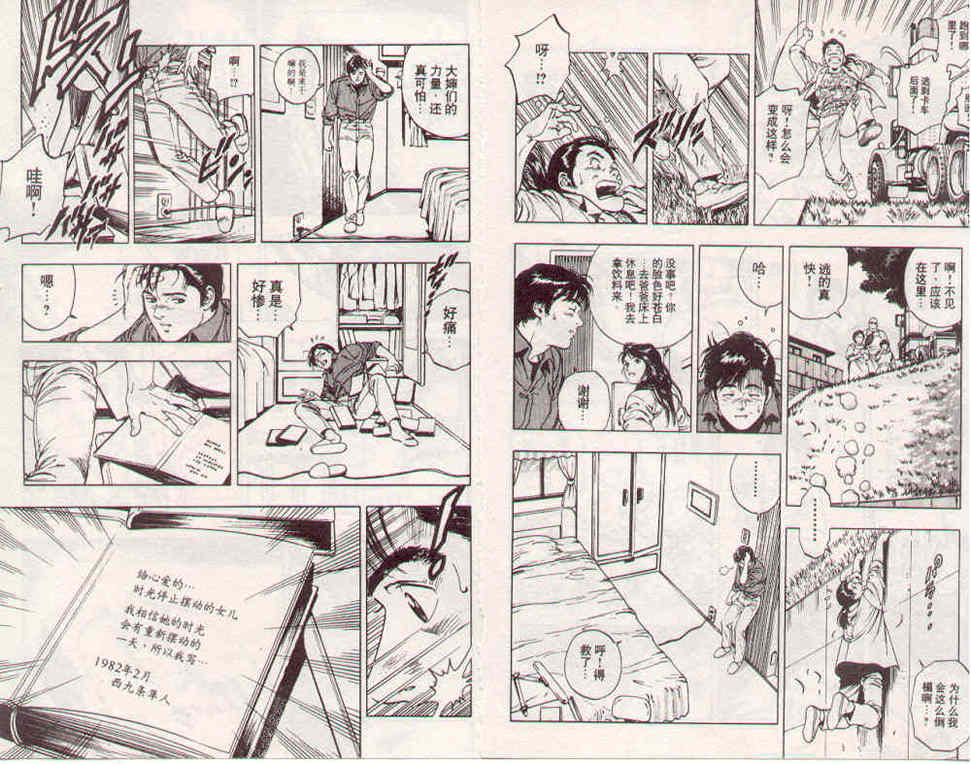 跑到哪
里了！
逃到卡车
后面了！
呀！怎么会
变成这样？
呀…!?
啊！不见
了！应该
在这里…
逃的真
快！
哈…
没事吧？你
的脸色好苍白
…去爸爸床上
休息吧！我去
拿饮料来。
谢谢…
………
为什么我
会这么倒
楣啊…？
………
呼！得
救了…
大婶们的
力量，还
真可怕…
啊…!?
哇啊！
好痛…
真是
好惨…
嗯…？
给心爱的…
时光停止摆动的女儿
我相信她的时光
会有重新摆动的
一天，所以我写…
1982年2月
西九条隼人